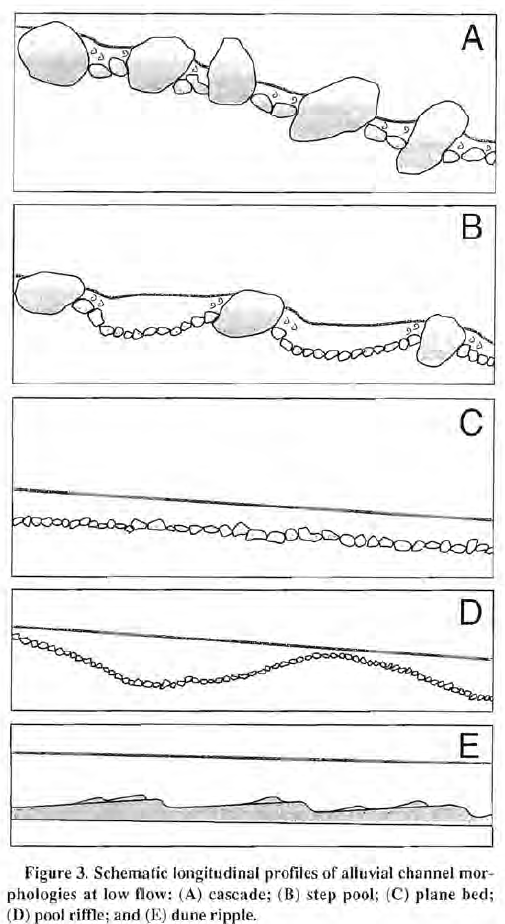 A
B
C
D
E
Figure 3. Schematic longitudinal profiles of alluvial channel mor-
phologies at low flow: (A) cascade; (B) step pool; (C) plane bed;
(D) pool riffle; and (E) dune ripple.